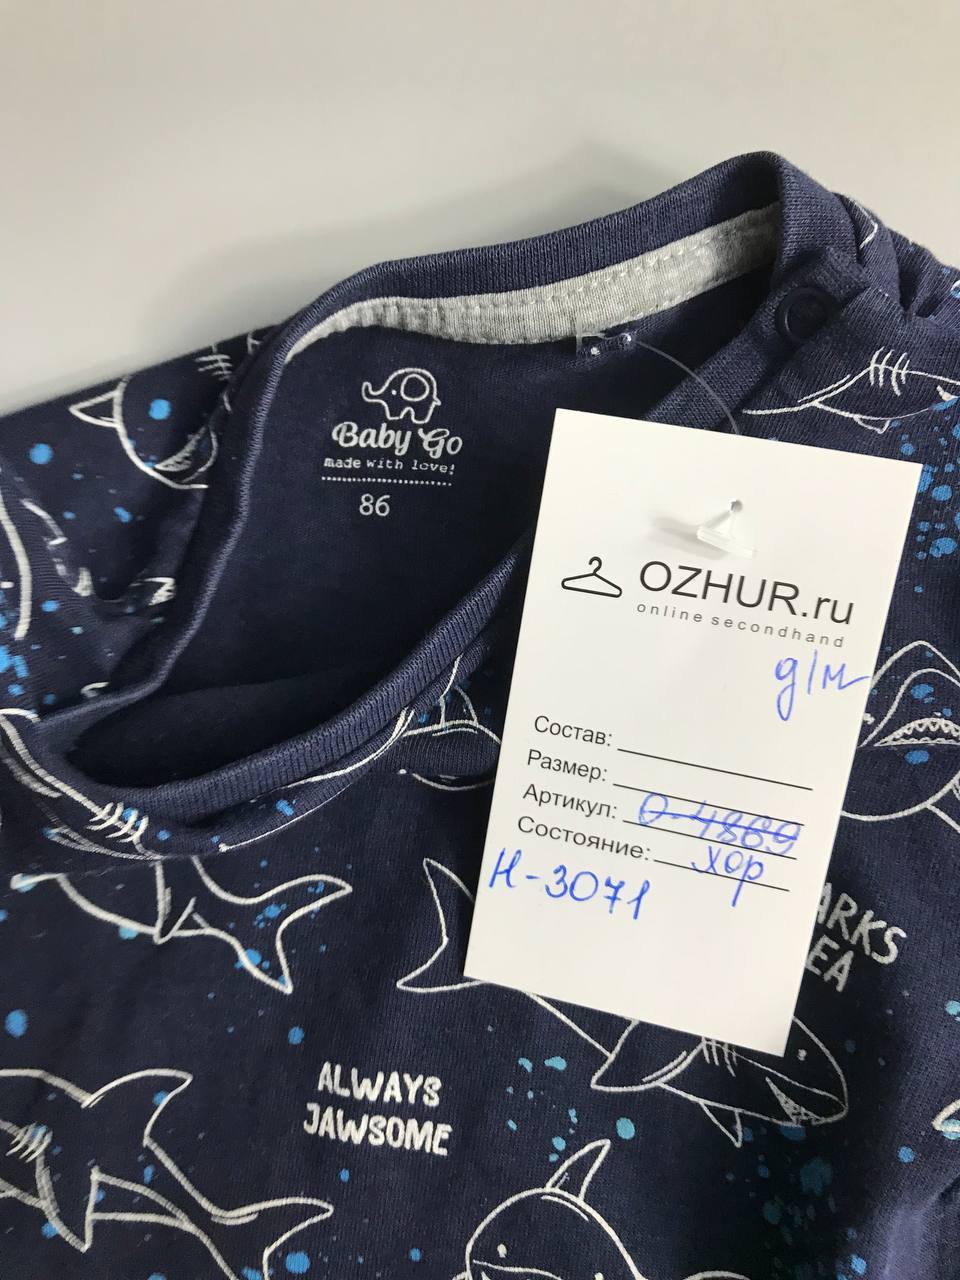 Baby Go
made with love!
86
OZHUR.ru
online secondhand
д/м
Состав:
Размер:
Артикул: О-4869
Состояние: хор
Н-3071
ARKS
EA
ALWAYS
JAWSOME